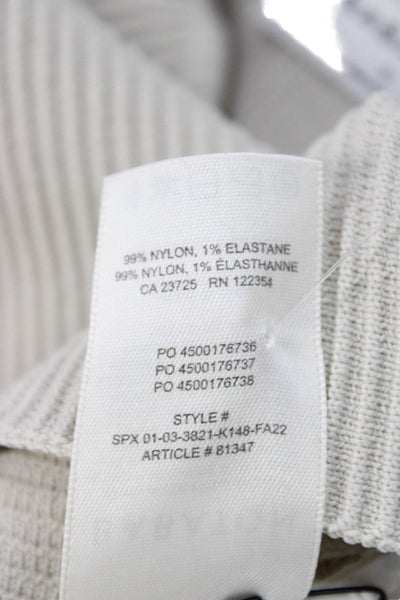 99% NYLON, 1% ELASTANE
99% NYLON, 1% ÉLASTHANNE
CA 23725 RN 122354
PO 4500176736
PO 4500176737
PO 4500176738
STYLE #
SPX 01-03-3821-K148-FA22
ARTICLE # 81347